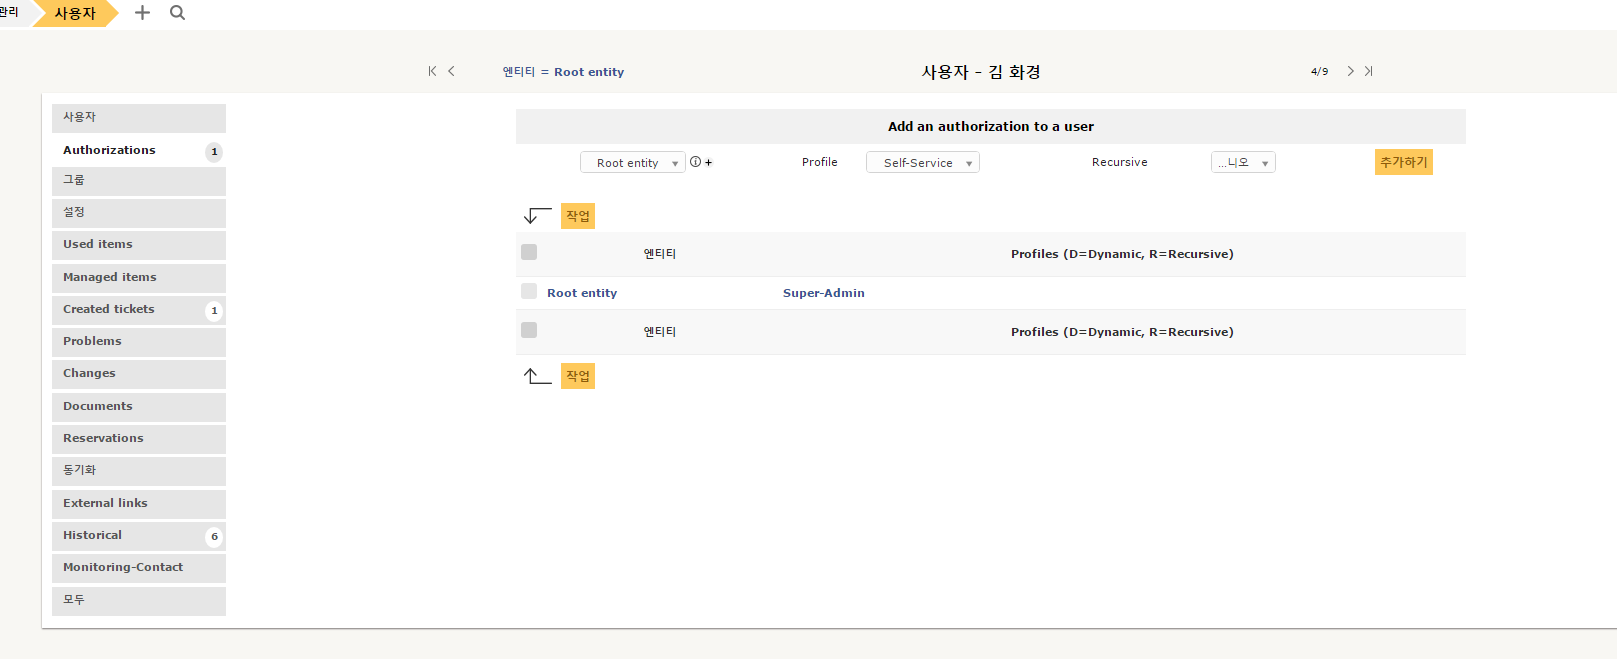 관리 사용자
엔티티 = Root entity 사용자 - 김 화경 4/9
사용자
Authorizations 1
그룹
설정
Used items
Managed items
Created tickets 1
Problems
Changes
Documents
Reservations
동기화
External links
Historical 6
Monitoring-Contact
모두
Add an authorization to a user
Root entity Profile Self-Service Recursive ...니오 추가하기
작업
엔티티 Profiles (D=Dynamic, R=Recursive)
Root entity Super-Admin
엔티티 Profiles (D=Dynamic, R=Recursive)
작업